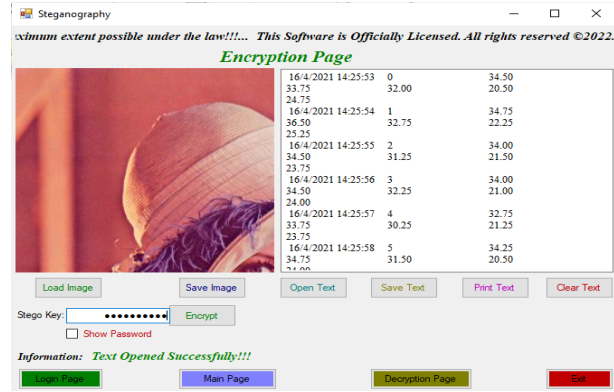 Steganography
ximum extent possible under the law!!!... This Software is Officially Licensed. All rights reserved ©2022.
Encryption Page
16/4/2021 14:25:53 0 34.50
33.75 32.00 20.50
24.75
16/4/2021 14:25:54 1 34.75
36.50 32.75 22.25
25.25
16/4/2021 14:25:55 2 34.00
34.50 31.25 21.50
23.75
16/4/2021 14:25:56 3 34.00
34.50 32.25 21.00
24.00
16/4/2021 14:25:57 4 32.75
33.75 30.25 21.25
23.75
16/4/2021 14:25:58 5 34.25
34.75 31.50 20.50
24.00
Load Image Save Image Open Text Save Text Print Text Clear Text
Stego Key: ●●●●●●●●●● Encrypt
Show Password
Information: Text Opened Successfully!!!
Login Page Main Page Decryption Page Exit